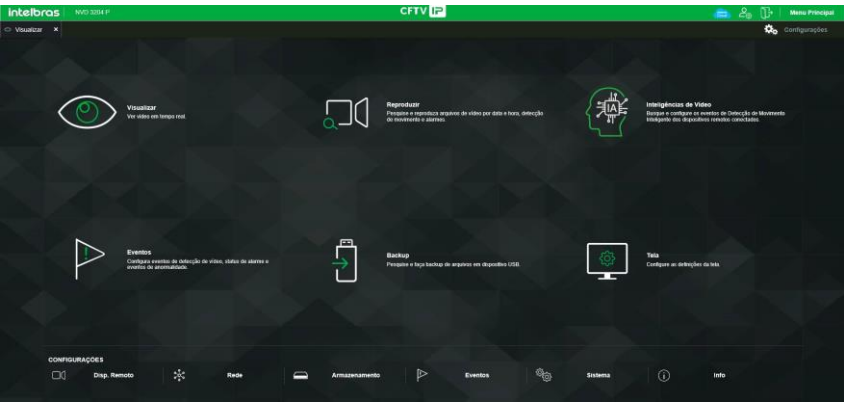 intelbras NVD 3204 P CFTV IP Menu Principal
Visualizar × Configurações
Visualizar
Ver vídeo em tempo real.
Reproduzir
Pesquise e reproduza arquivos de vídeo por data e hora, detecção
de movimento e alarmes.
Inteligências de Vídeo
Busque e configure os eventos de Detecção de Movimento
Inteligente dos dispositivos remotos conectados.
IA
Eventos
Configura eventos de detecção de vídeo, status do alarme e
eventos de anormalidade.
Backup
Pesquise e faça backup de arquivos em dispositivo USB.
Tela
Configure as definições da tela.
CONFIGURAÇÕES
Disp. Remoto Rede Armazenamento Eventos Sistema Info